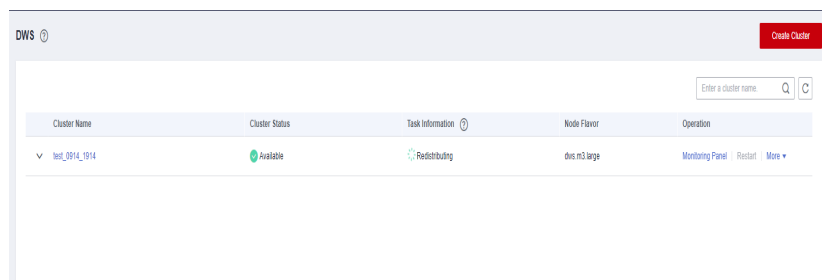 DWS ?
Create Cluster
Enter a cluster name.
Cluster Name Cluster Status Task Information ? Node Flavor Operation
test_0914_1914 Available Redistributing dws.m3.large Monitoring Panel | Restart | More